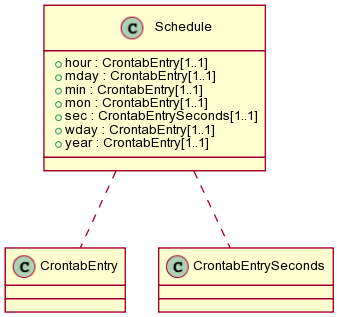 C Schedule
hour : CrontabEntry[1..1]
mday : CrontabEntry[1..1]
min : CrontabEntry[1..1]
mon : CrontabEntry[1..1]
sec : CrontabEntrySeconds[1..1]
wday : CrontabEntry[1..1]
year : CrontabEntry[1..1]
C CrontabEntry
C CrontabEntrySeconds